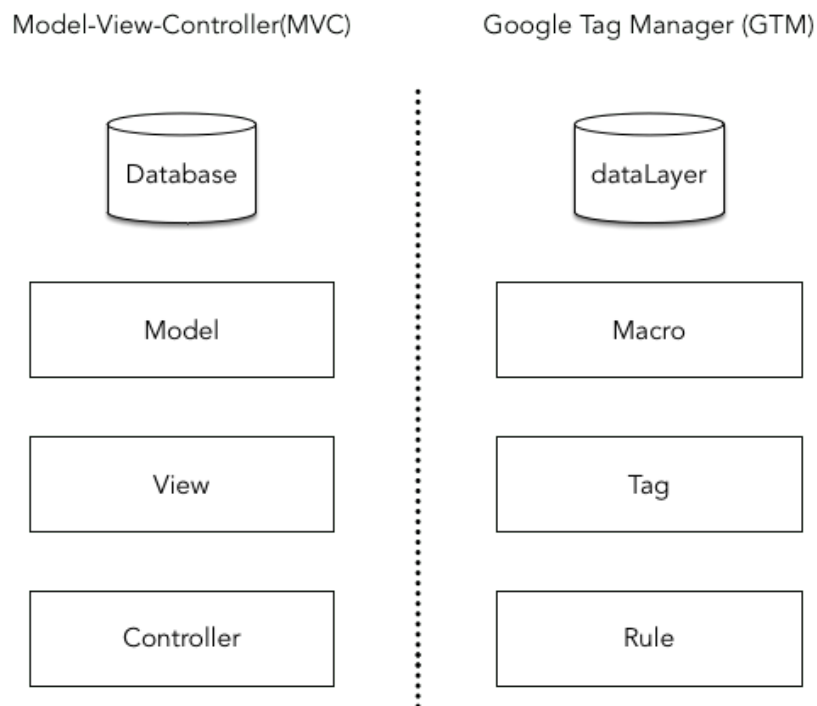 Model-View-Controller(MVC)
Google Tag Manager (GTM)
Database
dataLayer
Model
Macro
View
Tag
Controller
Rule